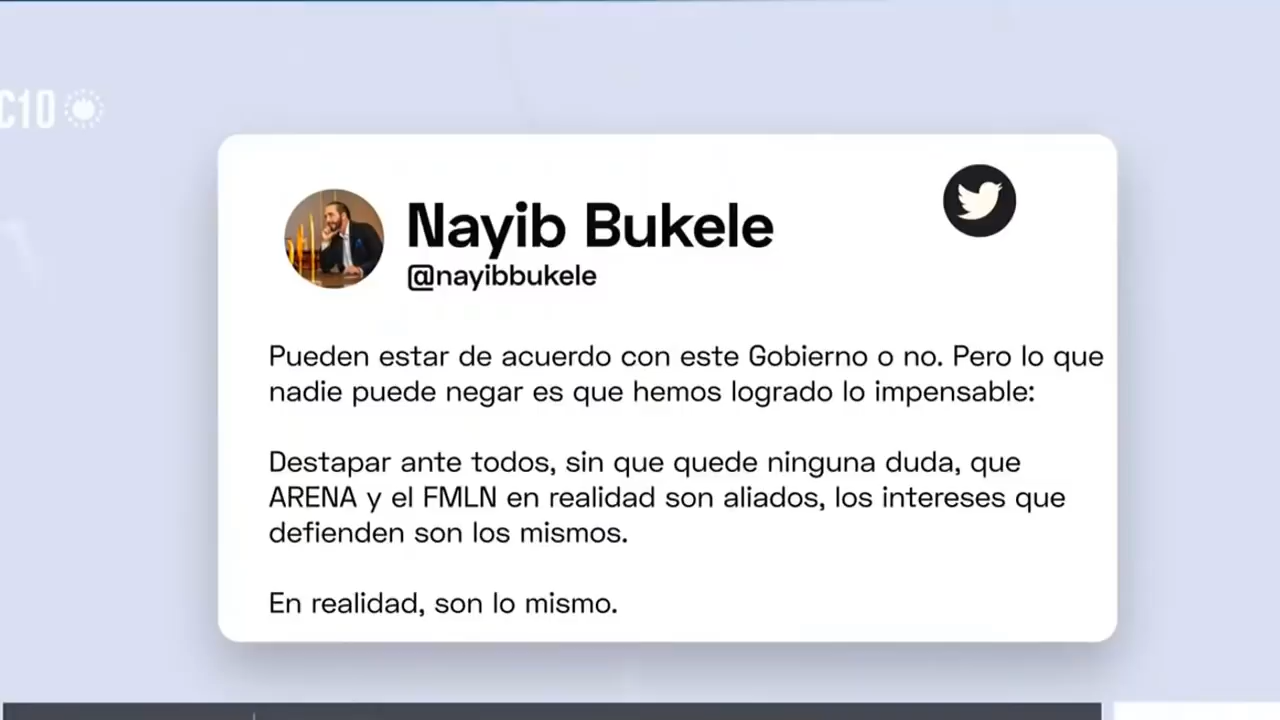 C10
Nayib Bukele
@nayibbukele
Pueden estar de acuerdo con este Gobierno o no. Pero lo que
nadie puede negar es que hemos logrado lo impensable:
Destapar ante todos, sin que quede ninguna duda, que
ARENA y el FMLN en realidad son aliados, los intereses que
defienden son los mismos.
En realidad, son lo mismo.